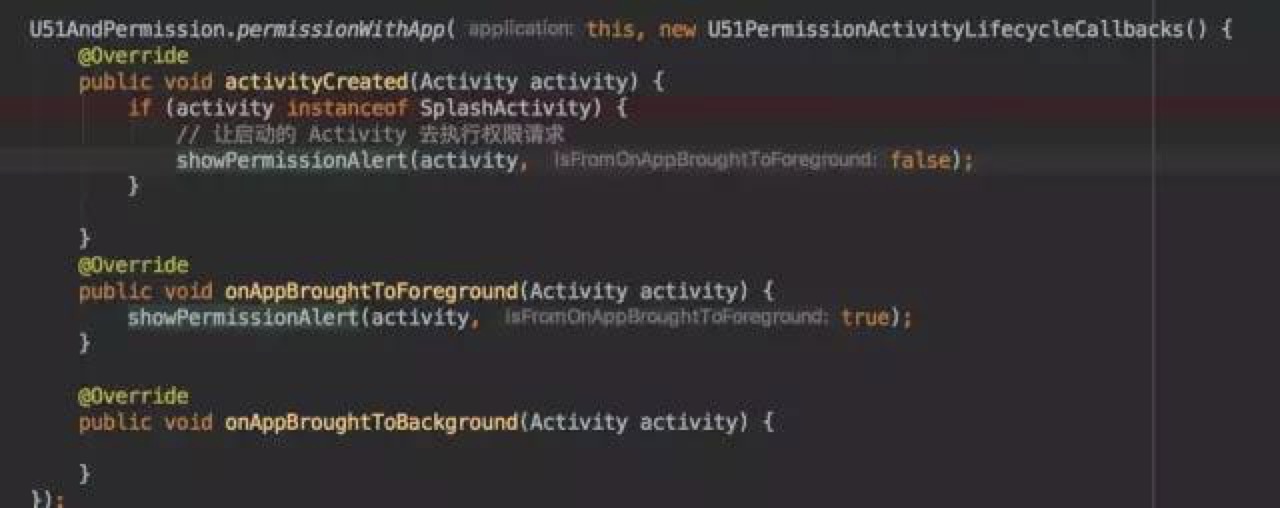 U51AndPermission.permissionWithApp( application: this, new U51PermissionActivityLifecycleCallbacks() {
@Override
public void activityCreated(Activity activity) {
if (activity instanceof SplashActivity) {
// 让启动的 Activity 去执行权限请求
showPermissionAlert(activity, isFromOnAppBroughtToForeground: false);
}
}
@Override
public void onAppBroughtToForeground(Activity activity) {
showPermissionAlert(activity, isFromOnAppBroughtToForeground: true);
}
@Override
public void onAppBroughtToBackground(Activity activity) {
}
});